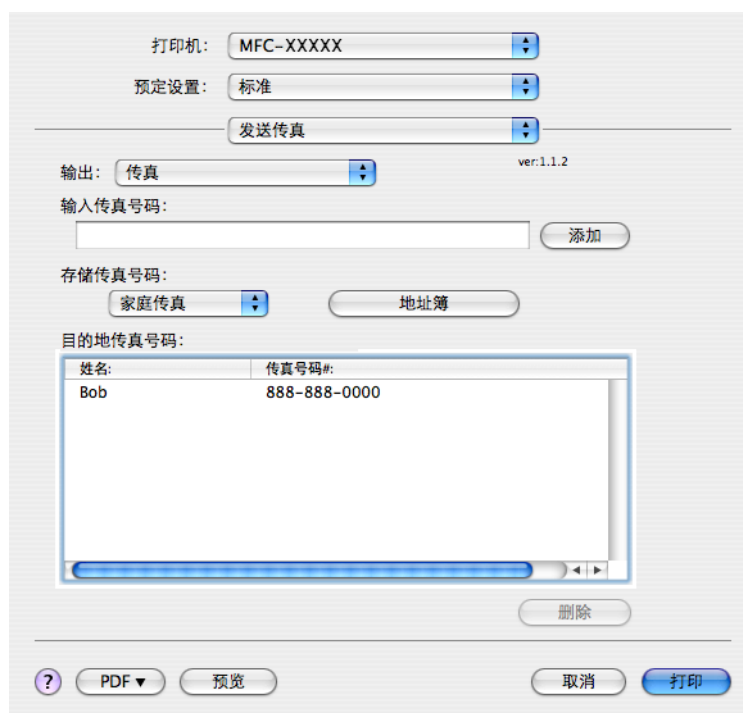 打印机： MFC-XXXXX
预定设置： 标准
发送传真
输出： 传真
ver:1.1.2
输入传真号码：
添加
存储传真号码：
家庭传真 地址簿
目的地传真号码：
姓名: 传真号码#:
Bob 888-888-0000
删除
? PDF▼ 预览 取消 打印